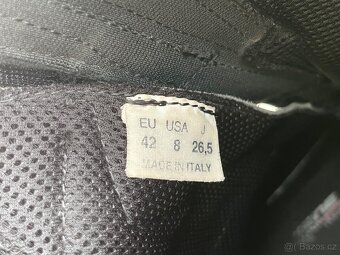 EU USA J
42 8 26,5
MADE IN ITALY
Bazos.cz